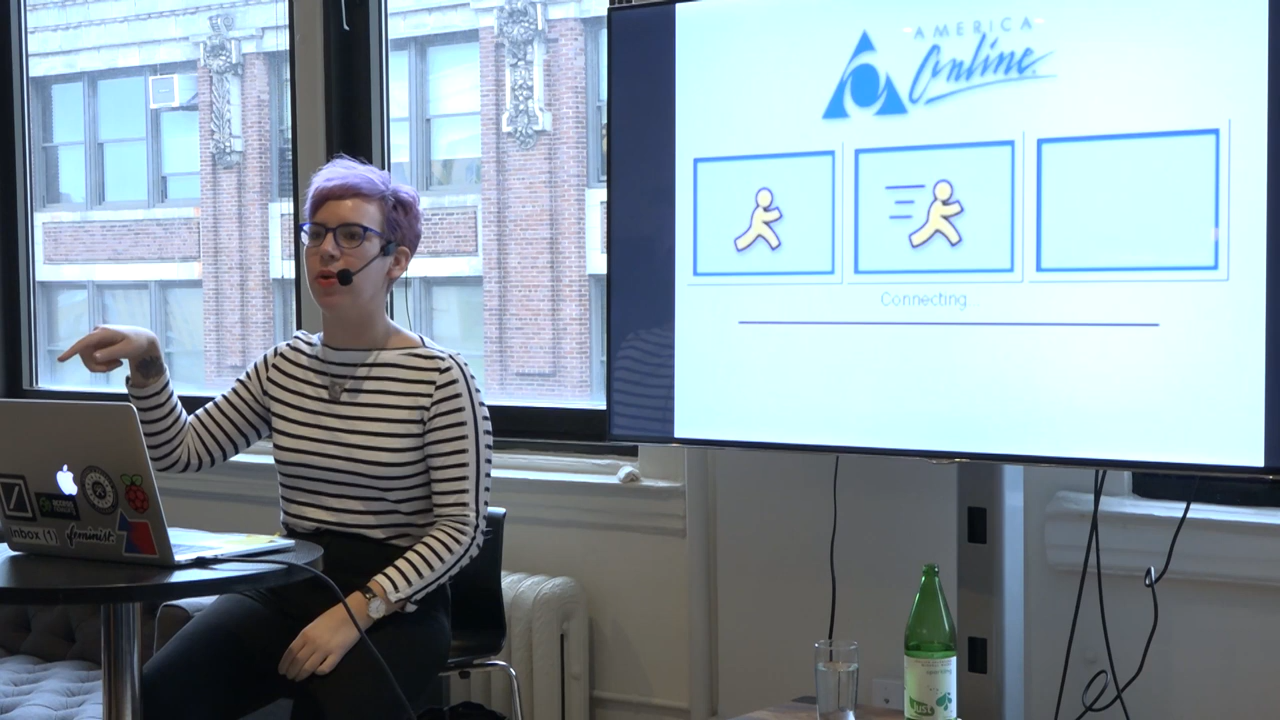 AMERICA
Online
Connecting
Inbox (1)
feminist.
Just